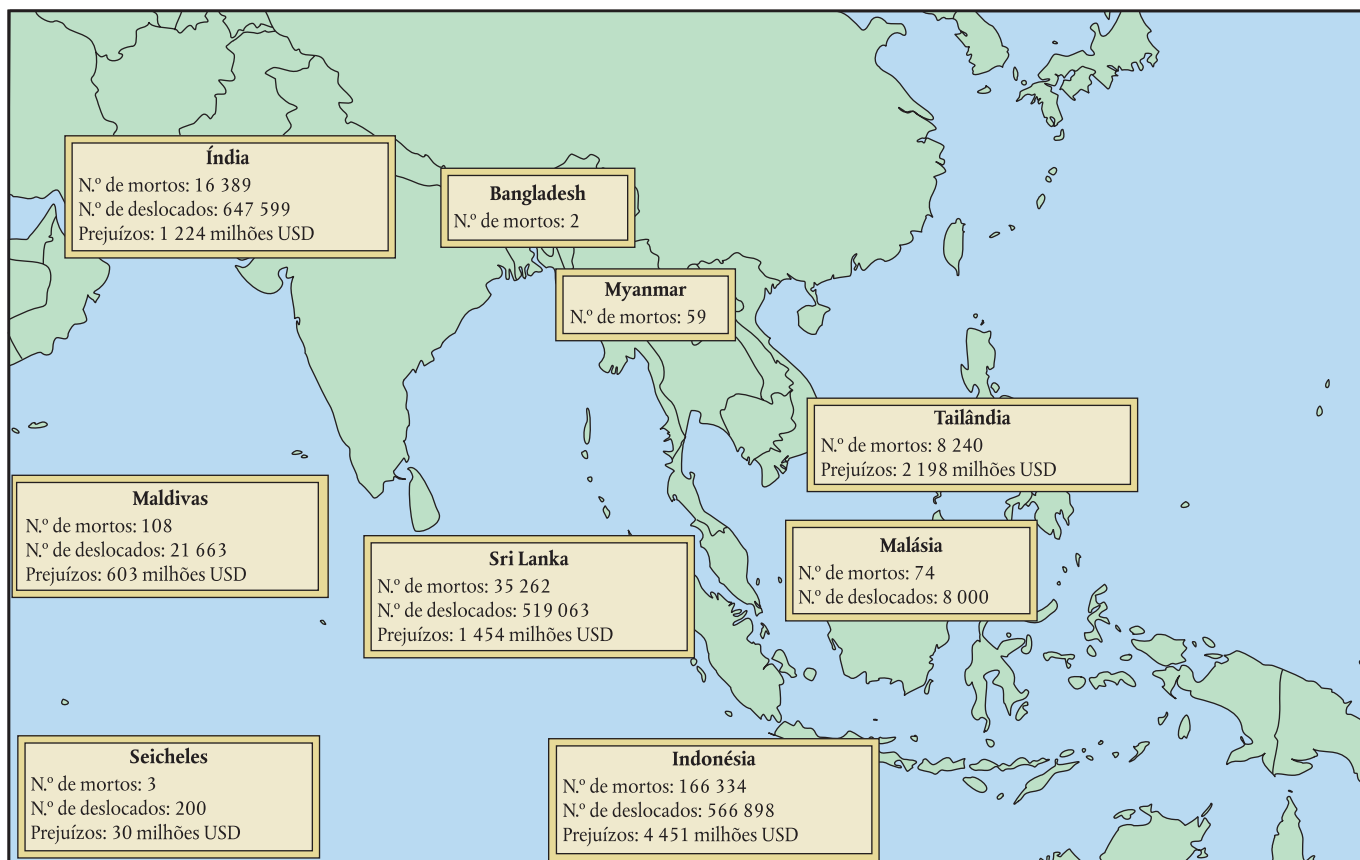 Índia
N.º de mortos: 16 389
N.º de deslocados: 647 599
Prejuízos: 1 224 milhões USD
Bangladesh
N.º de mortos: 2
Myanmar
N.º de mortos: 59
Tailândia
N.º de mortos: 8 240
Prejuízos: 2 198 milhões USD
Maldivas
N.º de mortos: 108
N.º de deslocados: 21 663
Prejuízos: 603 milhões USD
Sri Lanka
N.º de mortos: 35 262
N.º de deslocados: 519 063
Prejuízos: 1 454 milhões USD
Malásia
N.º de mortos: 74
N.º de deslocados: 8 000
Seicheles
N.º de mortos: 3
N.º de deslocados: 200
Prejuízos: 30 milhões USD
Indonésia
N.º de mortos: 166 334
N.º de deslocados: 566 898
Prejuízos: 4 451 milhões USD